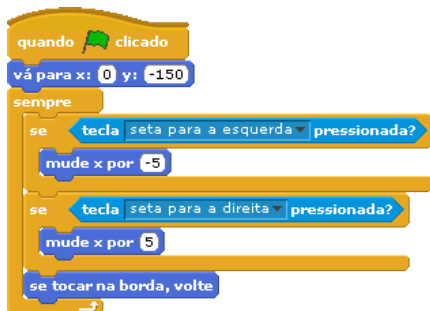 quando clicado
vá para x: 0 y: -150
sempre
se tecla seta para a esquerda pressionada?
mude x por -5
se tecla seta para a direita pressionada?
mude x por 5
se tocar na borda, volte